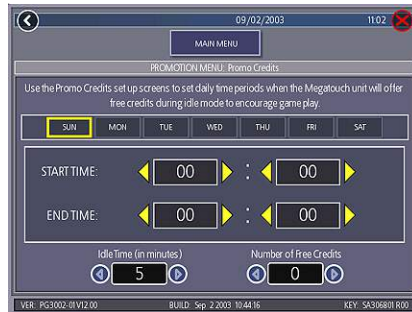 09/02/2003 11:02
MAIN MENU
PROMOTION MENU: Promo Credits
Use the Promo Credits set up screens to set daily time periods when the Megatouch unit will offer
free credits during idle mode to encourage game play.
SUN MON TUE WED THU FRI SAT
START TIME: 00 : 00
END TIME: 00 : 00
Idle Time (in minutes) Number of Free Credits
5 0
VER: PG3002-01 V12.00 BUILD: Sep 2 2003 10:44:16 KEY: SA306801 R00